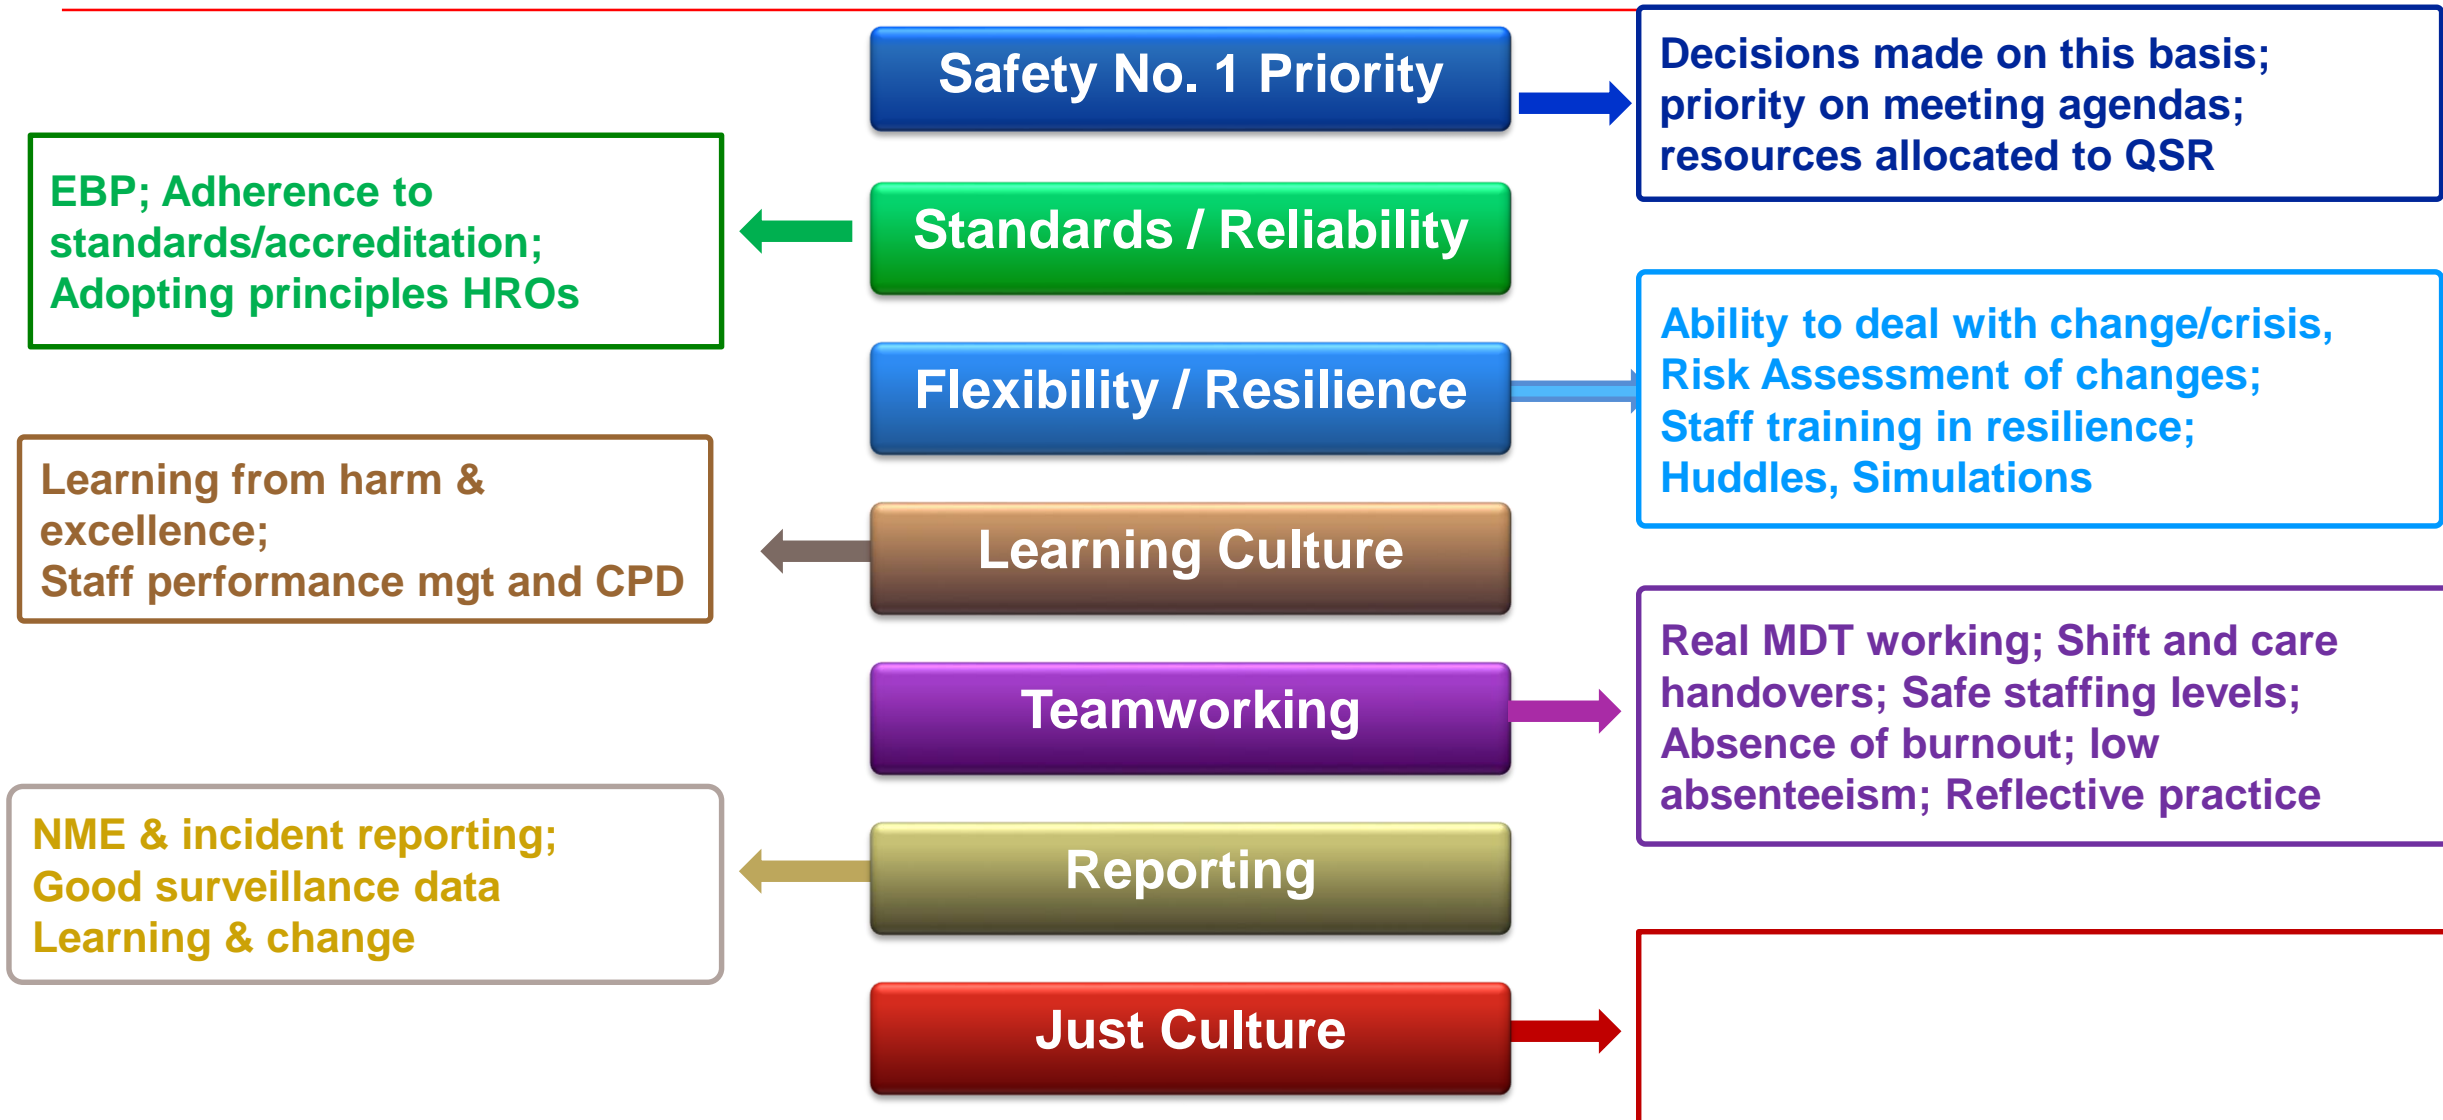 Safety No. 1 Priority
Decisions made on this basis;
priority on meeting agendas;
resources allocated to QSR
Standards / Reliability
EBP; Adherence to
standards/accreditation;
Adopting principles HROs
Flexibility / Resilience
Ability to deal with change/crisis,
Risk Assessment of changes;
Staff training in resilience;
Huddles, Simulations
Learning Culture
Learning from harm &
excellence;
Staff performance mgt and CPD
Teamworking
Real MDT working; Shift and care
handovers; Safe staffing levels;
Absence of burnout; low
absenteeism; Reflective practice
Reporting
NME & incident reporting;
Good surveillance data
Learning & change
Just Culture